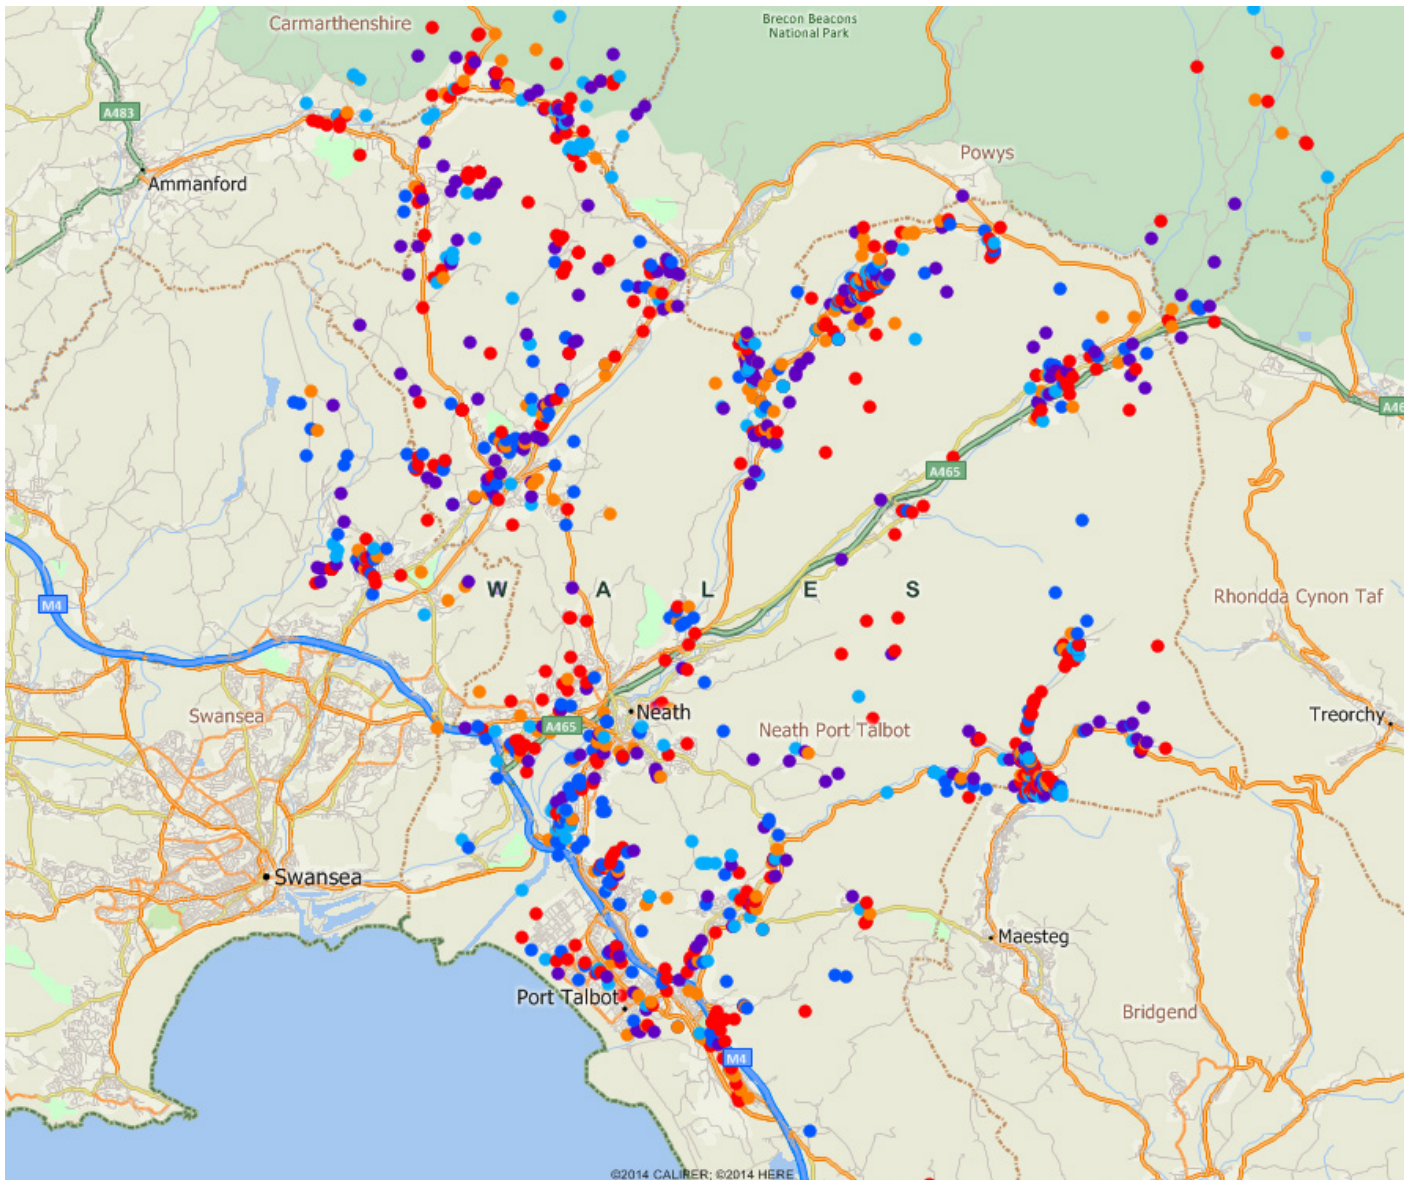 Carmarthenshire
Brecon Beacons
National Park
A483
Powys
Ammanford
A465
W A L E S
M4
Rhondda Cynon Taf
Swansea
Neath
Treorchy
A465
Neath Port Talbot
Swansea
Maesteg
Port Talbot
Bridgend
M4
©2014 CALIPER; ©2014 HERE